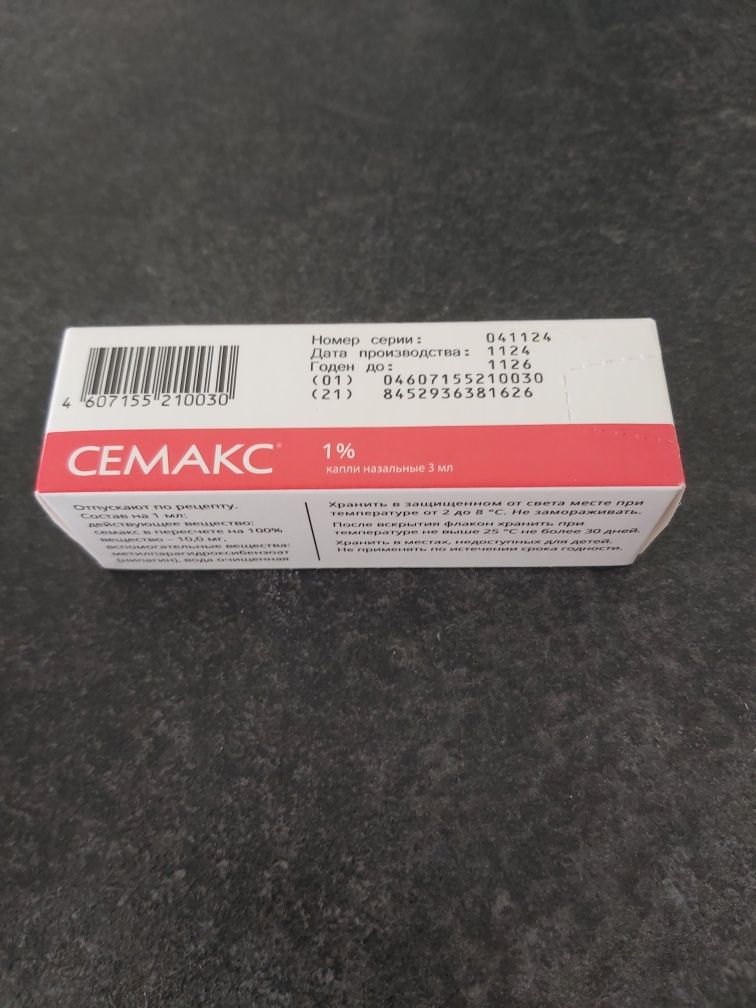 Номер серии: 041124
Дата производства: 1124
Годен до: 1126
(01) 04607155210030
(21) 8452936381626
4 607155 210030
СЕМАКС® 1%
капли назальные 3 мл
Отпускают по рецепту.
Состав на 1 мл:
действующее вещество:
семакс в пересчете на 100%
вещество – 10,0 мг,
вспомогательные вещества:
метилпарагидроксибензоат
(нипагин), вода очищенная
Хранить в защищенном от света месте при
температуре от 2 до 8 °С. Не замораживать.
После вскрытия флакон хранить при
температуре не выше 25 °С не более 30 дней.
Хранить в местах, недоступных для детей.
Не применять по истечении срока годности.